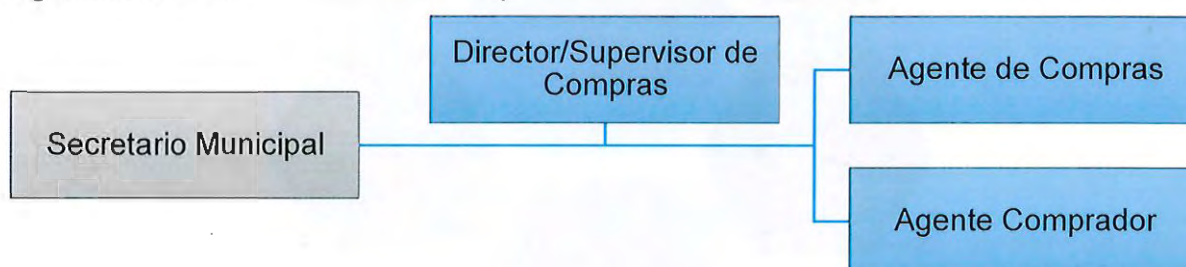 Secretario Municipal
Director/Supervisor de
Compras
Agente de Compras
Agente Comprador